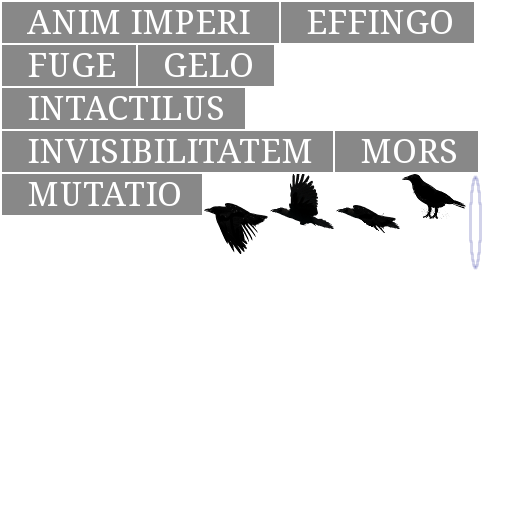 ANIM IMPERI EFFINGO
FUGE GELO
INTACTILUS
INVISIBILITATEM MORS
MUTATIO